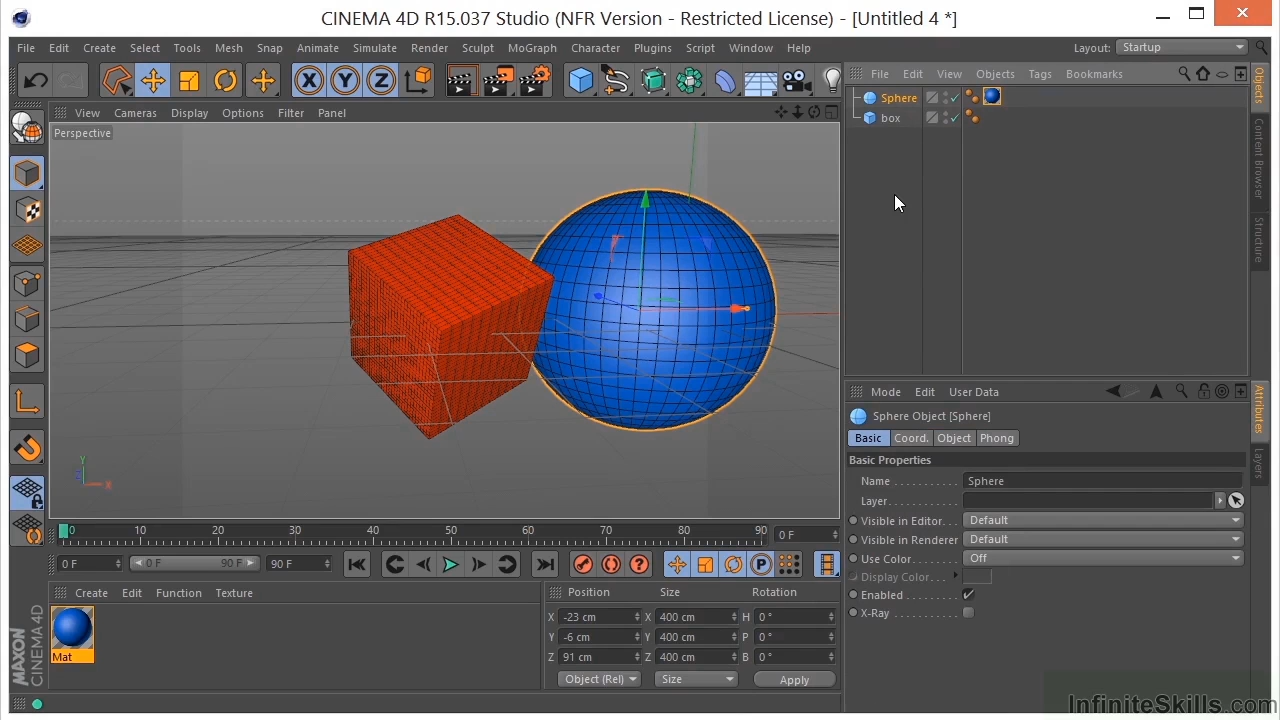 CINEMA 4D R15.037 Studio (NFR Version - Restricted License) - [Untitled 4 *]
File Edit Create Select Tools Mesh Snap Animate Simulate Render Sculpt MoGraph Character Plugins Script Window Help
Layout: Startup
X Y Z
File Edit View Objects Tags Bookmarks
Sphere
box
Objects
Content Browser
Structure
View Cameras Display Options Filter Panel
Perspective
Y
Z
X
Mode Edit User Data
Sphere Object [Sphere]
Basic Coord. Object Phong
Basic Properties
Name Sphere
Layer
Visible in Editor Default
Visible in Renderer Default
Use Color Off
Display Color
Enabled
X-Ray
Attributes
Layers
0 10 20 30 40 50 60 70 80 90 0 F
0 F 0 F 90 F 90 F
P
Create Edit Function Texture
Mat
Position Size Rotation
X -23 cm X 400 cm H 0 °
Y -6 cm Y 400 cm P 0 °
Z 91 cm Z 400 cm B 0 °
Object (Rel) Size Apply
MAXON
CINEMA 4D
InfiniteSkills.com